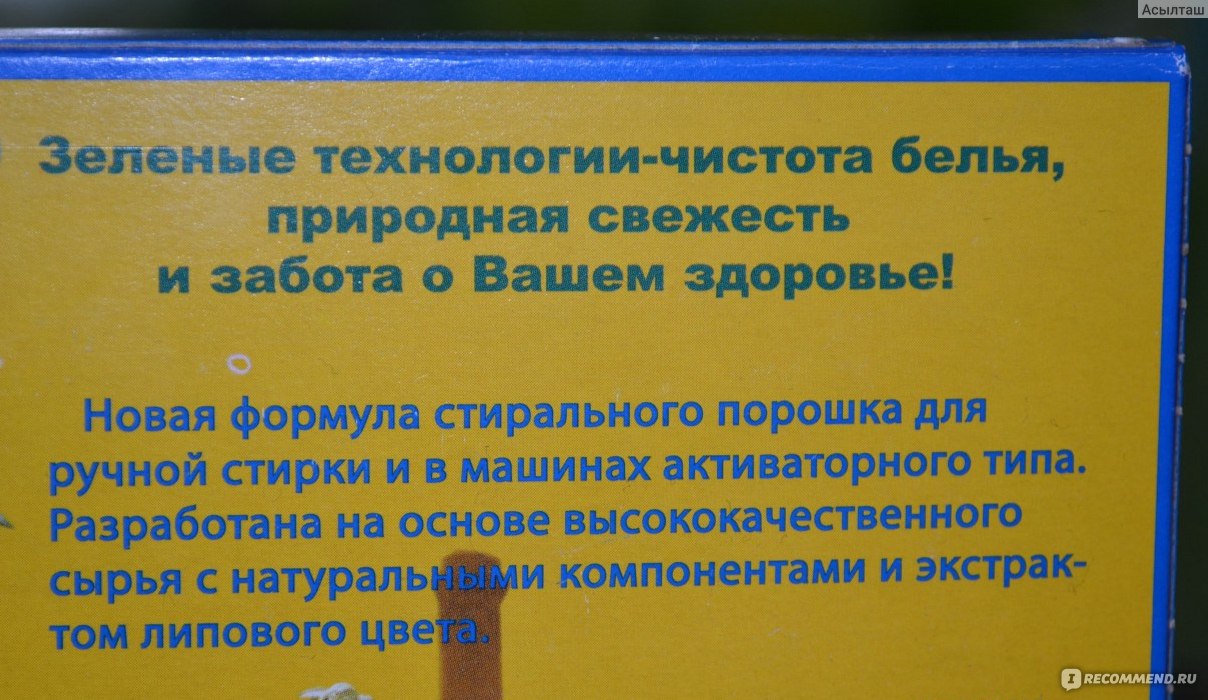 Асылташ
Зеленые технологии-чистота белья,
природная свежесть
и забота о Вашем здоровье!
Новая формула стирального порошка для
ручной стирки и в машинах активаторного типа.
Разработана на основе высококачественного
сырья с натуральными компонентами и экстрак-
том липового цвета.
IRECOMMEND.RU